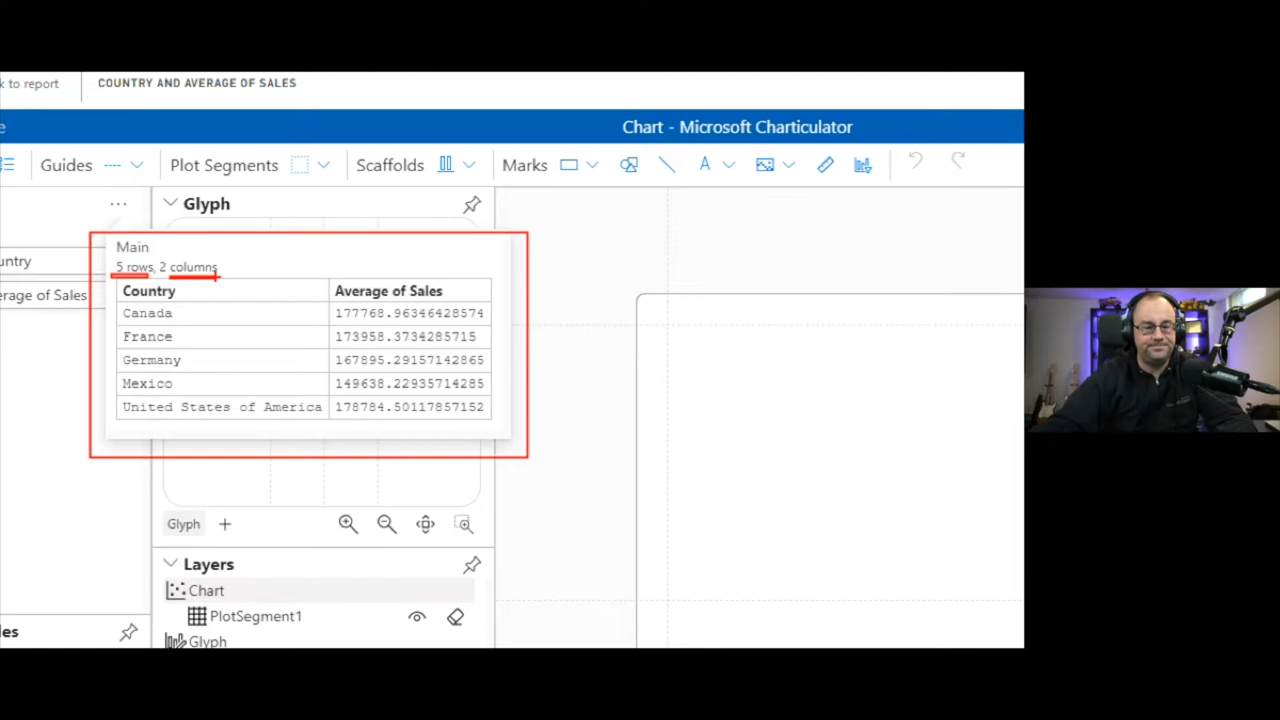 k to report
COUNTRY AND AVERAGE OF SALES
e
Chart - Microsoft Charticulator
Guides
Plot Segments
Scaffolds
Marks
A
Glyph
untry
erage of Sales
Main
5 rows, 2 columns
Country Average of Sales
Canada 177768.96346428574
France 173958.3734285715
Germany 167895.29157142865
Mexico 149638.22935714285
United States of America 178784.50117857152
Glyph +
Layers
Chart
PlotSegment1
les
Glyph